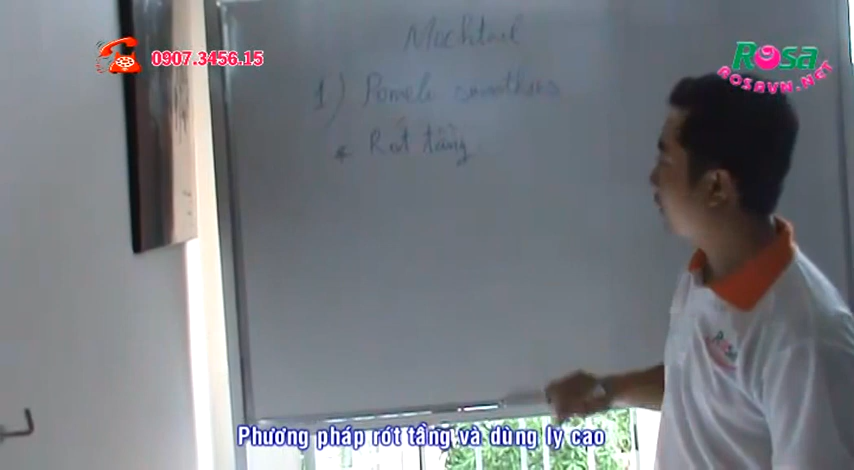 0907.3456.15
Rosa
ROSAVN.NET
Mocktail
1) Pomelo
* Rót tầng
Phương pháp rót tầng và dùng ly cao